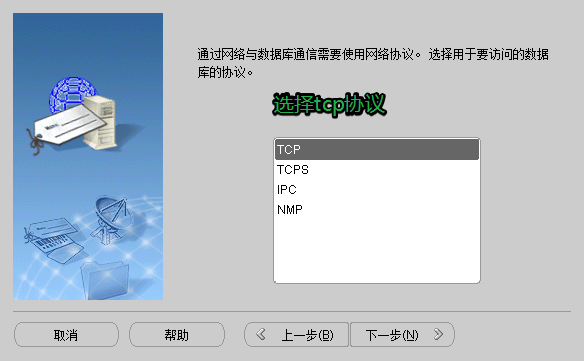 通过网络与数据库通信需要使用网络协议。选择用于要访问的数据
库的协议。
选择tcp协议
TCP
TCPS
IPC
NMP
取消
帮助
上一步(B)
下一步(N)